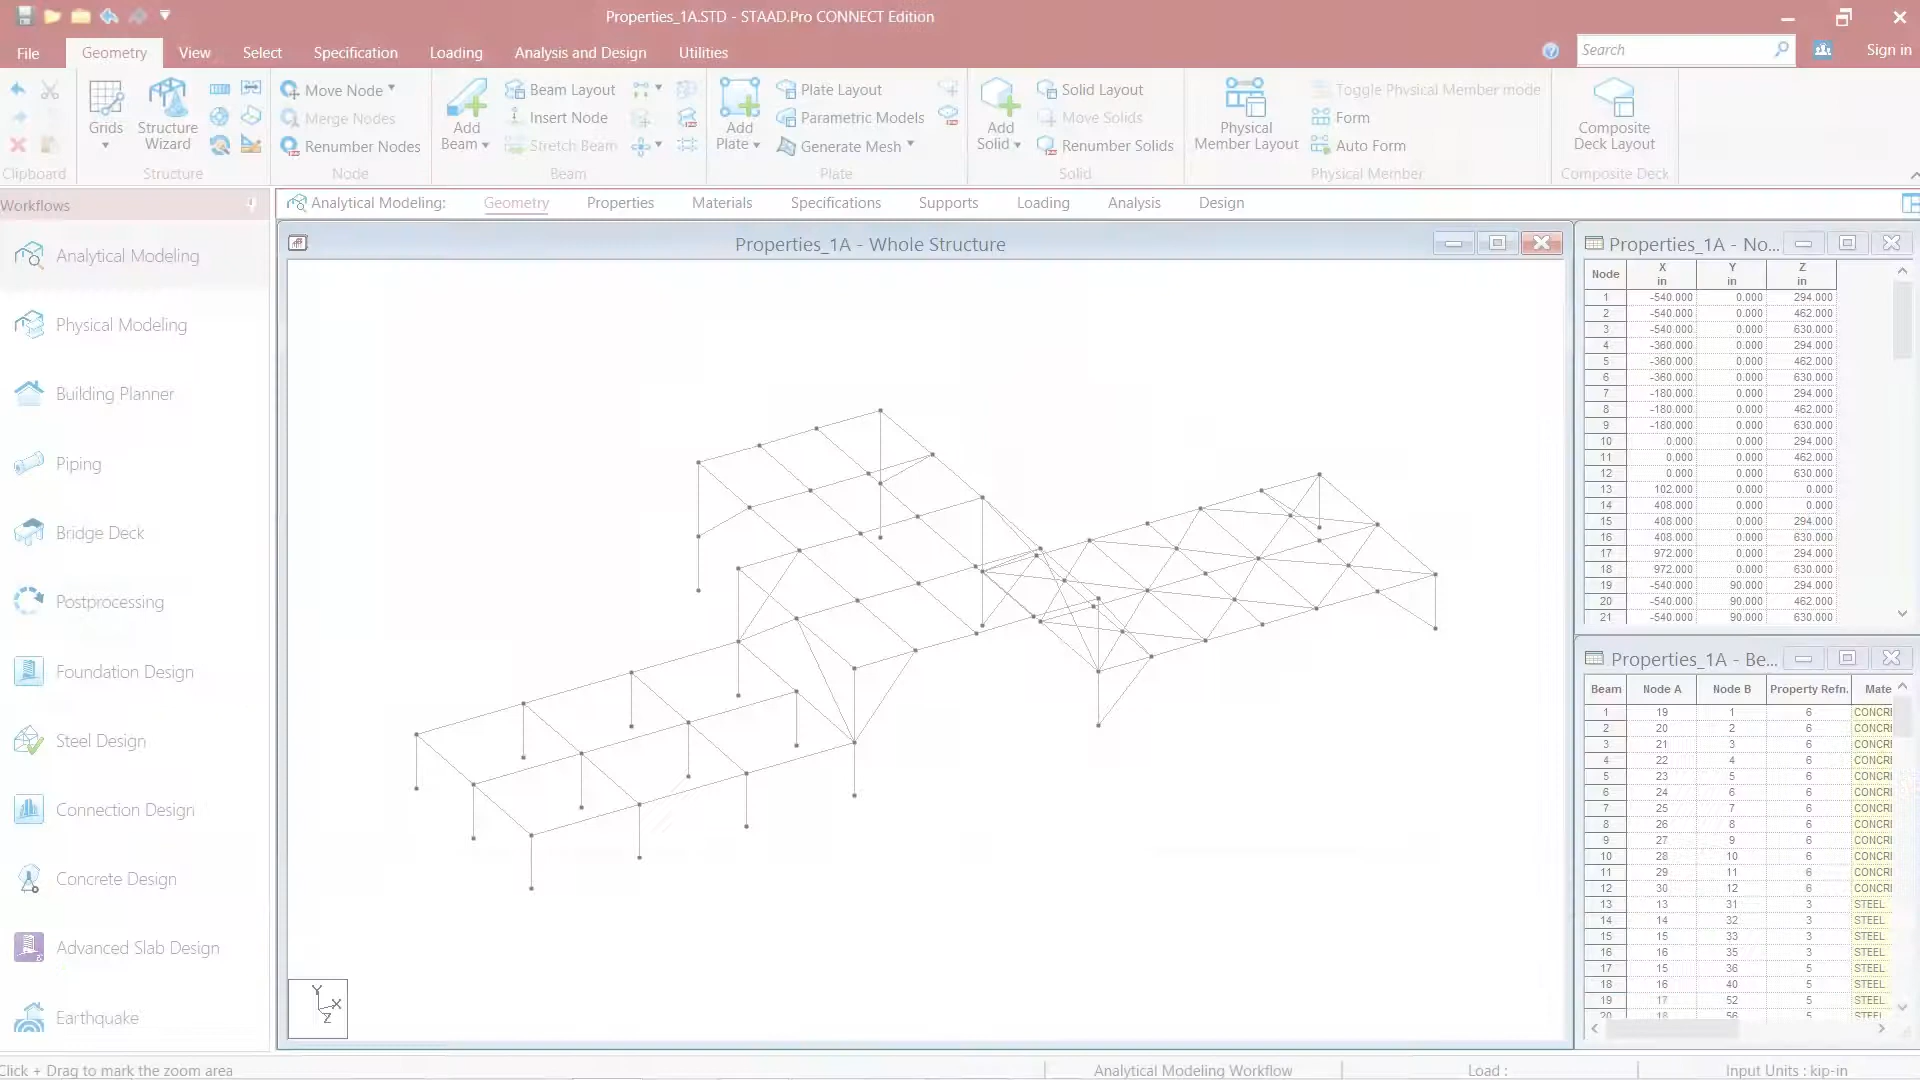 Properties_1A.STD - STAAD.Pro CONNECT Edition
File Geometry View Select Specification Loading Analysis and Design Utilities Search Sign in
Grids
Structure Wizard
Structure
Clipboard
Move Node
Merge Nodes
Renumber Nodes
Node
Add Beam
Beam Layout
Insert Node
Stretch Beam
Beam
Add Plate
Plate Layout
Parametric Models
Generate Mesh
Plate
Add Solid
Solid Layout
Move Solids
Renumber Solids
Solid
Physical Member Layout
Toggle Physical Member mode
Form
Auto Form
Physical Member
Composite Deck Layout
Composite Deck
Workflows
Analytical Modeling
Physical Modeling
Building Planner
Piping
Bridge Deck
Postprocessing
Foundation Design
Steel Design
Connection Design
Concrete Design
Advanced Slab Design
Earthquake
Analytical Modeling: Geometry Properties Materials Specifications Supports Loading Analysis Design
Properties_1A - Whole Structure
Y
X
Z
Properties_1A - No...
Node X in Y in Z in
1 -540.000 0.000 294.000
2 -540.000 0.000 462.000
3 -540.000 0.000 630.000
4 -360.000 0.000 294.000
5 -360.000 0.000 462.000
6 -360.000 0.000 630.000
7 -180.000 0.000 294.000
8 -180.000 0.000 462.000
9 -180.000 0.000 630.000
10 0.000 0.000 294.000
11 0.000 0.000 462.000
12 0.000 0.000 630.000
13 102.000 0.000 0.000
14 408.000 0.000 0.000
15 408.000 0.000 294.000
16 408.000 0.000 630.000
17 972.000 0.000 294.000
18 972.000 0.000 630.000
19 -540.000 90.000 294.000
20 -540.000 90.000 462.000
21 -540.000 90.000 630.000
Properties_1A - Be...
Beam Node A Node B Property Refn. Mate
1 19 1 6 CONCRI
2 20 2 6 CONCRI
3 21 3 6 CONCRI
4 22 4 6 CONCRI
5 23 5 6 CONCRI
6 24 6 6 CONCRI
7 25 7 6 CONCRI
8 26 8 6 CONCRI
9 27 9 6 CONCRI
10 28 10 6 CONCRI
11 29 11 6 CONCRI
12 30 12 6 CONCRI
13 13 31 3 STEEL
14 14 32 3 STEEL
15 15 33 3 STEEL
16 16 35 3 STEEL
17 15 36 5 STEEL
18 16 40 5 STEEL
19 17 52 5 STEEL
20 18 56 5 STEEL
Click + Drag to mark the zoom area
Analytical Modeling Workflow
Load :
Input Units : kip-in